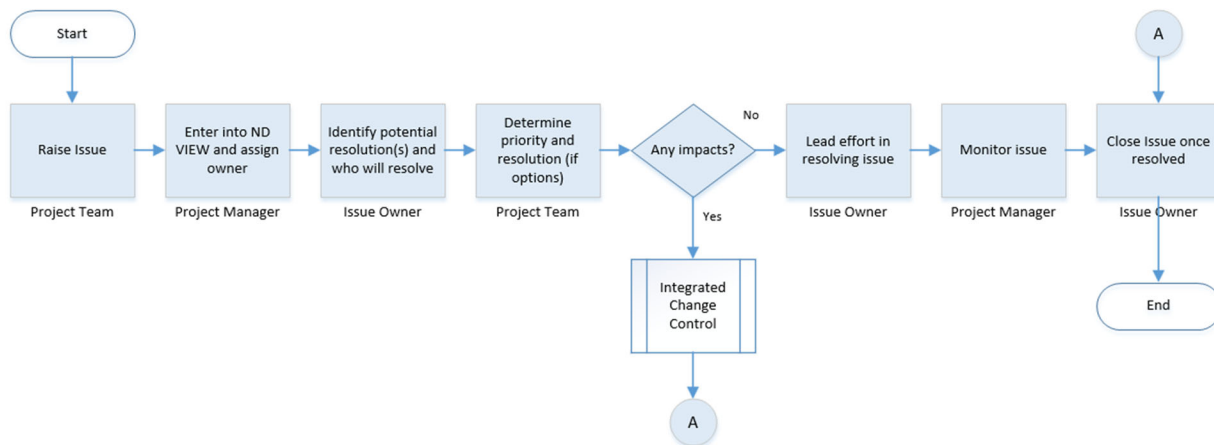 Start
A
Raise Issue
Enter into ND
VIEW and assign
owner
Identify potential
resolution(s) and
who will resolve
Determine
priority and
resolution (if
options)
Any impacts?
No
Lead effort in
resolving issue
Monitor issue
Close Issue once
resolved
Project Team
Project Manager
Issue Owner
Project Team
Yes
Issue Owner
Project Manager
Issue Owner
Integrated
Change
Control
End
A